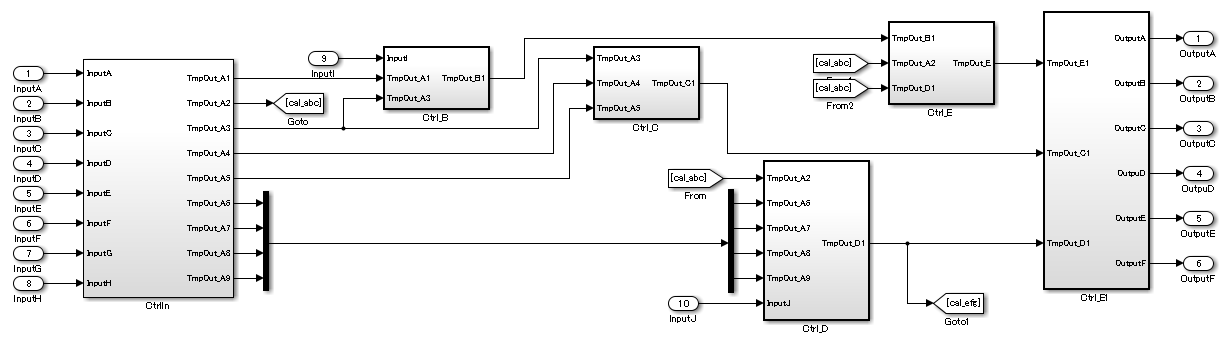 1
InputA
2
InputB
3
InputC
4
InputD
5
InputE
6
InputF
7
InputG
8
InputH
InputA
InputB
InputC
InputD
InputE
InputF
InputG
InputH
TmpOut_A1
TmpOut_A2
TmpOut_A3
TmpOut_A4
TmpOut_A5
TmpOut_A6
TmpOut_A7
TmpOut_A8
TmpOut_A9
CtrlIn
[cal_abc]
Goto
9
InputI
InputI
TmpOut_A1
TmpOut_A3
TmpOut_B1
Ctrl_B
TmpOut_A3
TmpOut_A4
TmpOut_A5
TmpOut_C1
Ctrl_C
[cal_abc]
From
10
InputJ
TmpOut_A2
TmpOut_A6
TmpOut_A7
TmpOut_A8
TmpOut_A9
InputJ
TmpOut_D1
Ctrl_D
[cal_abc]
[cal_abc]
From2
TmpOut_B1
TmpOut_A2
TmpOut_D1
TmpOut_E
Ctrl_E
[cal_efg]
Goto1
TmpOut_E1
TmpOut_C1
TmpOut_D1
OutputA
OutputB
OutputC
OutpuD
OutputE
OutputF
Ctrl_E1
1
OutputA
2
OutputB
3
OutputC
4
OutpuD
5
OutputE
6
OutputF